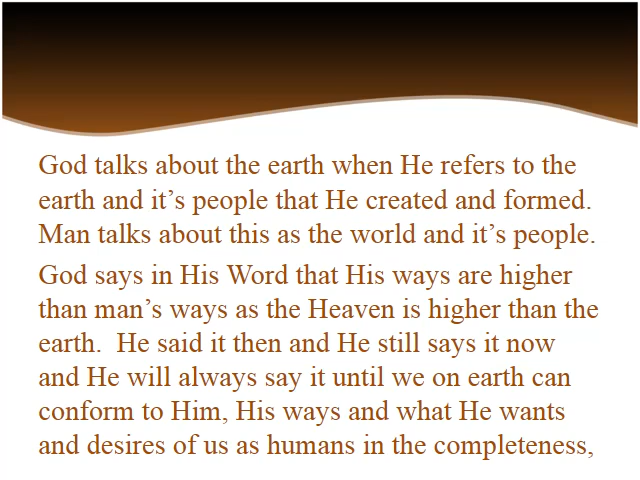 God talks about the earth when He refers to the
earth and it’s people that He created and formed.
Man talks about this as the world and it’s people.
God says in His Word that His ways are higher
than man’s ways as the Heaven is higher than the
earth.  He said it then and He still says it now
and He will always say it until we on earth can
conform to Him, His ways and what He wants
and desires of us as humans in the completeness,